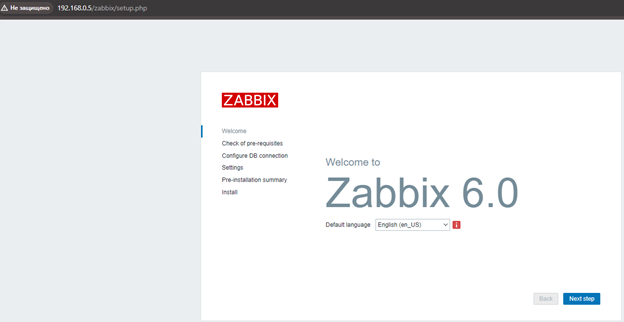 Не защищено 192.168.0.5/zabbix/setup.php
ZABBIX
Welcome
Check of pre-requisites
Configure DB connection
Settings
Pre-installation summary
Install
Welcome to
Zabbix 6.0
Default language English (en_US) i
Back Next step